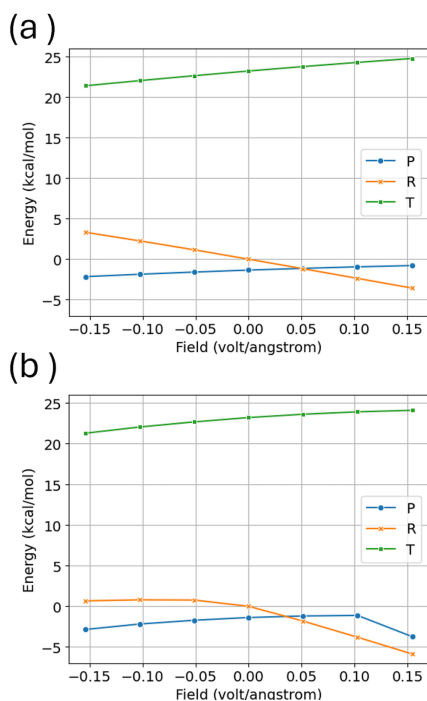 (a)
25
20
15
10
5
0
−5
Energy (kcal/mol)
P
R
T
−0.15 −0.10 −0.05 0.00 0.05 0.10 0.15
Field (volt/angstrom)
(b)
25
20
15
10
5
0
−5
Energy (kcal/mol)
P
R
T
−0.15 −0.10 −0.05 0.00 0.05 0.10 0.15
Field (volt/angstrom)